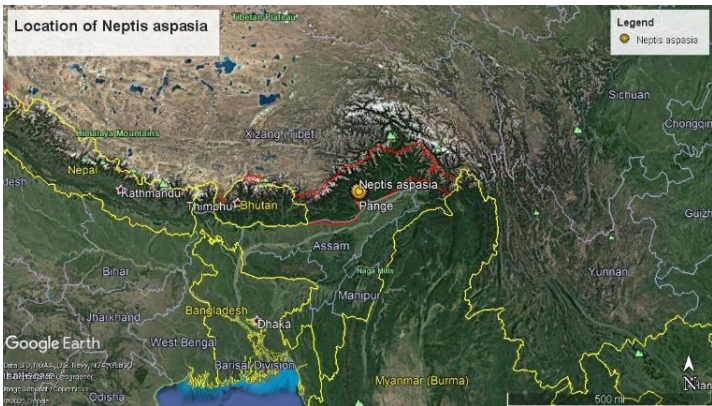 Location of Neptis aspasia
Legend
Neptis aspasia
Tibetan Plateau
Sichuan
Chongqin
Himalaya Mountains
Xizang (Tibet)
Nepal
Kathmandu
Thimphu
Bhutan
Neptis aspasia
Pange
desh
Guizh
Assam
Bihar
Naga Hills
Yunnan
Manipur
Jharkhand
Bangladesh
Dhaka
Google Earth
West Bengal
Barisal Division
Myanmar (Burma)
Odisha
500 mi
N